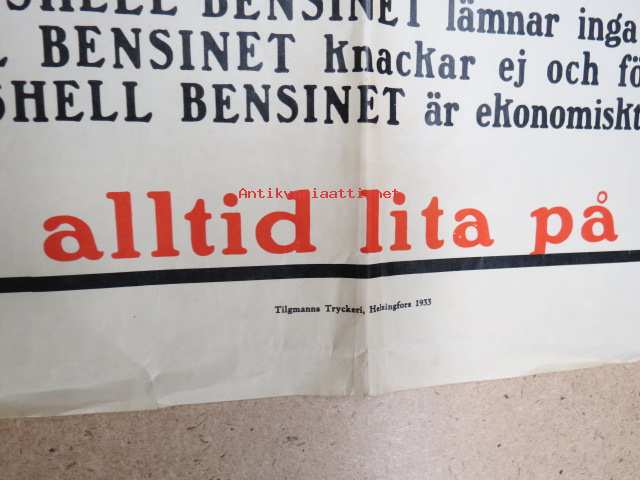 SHELL BENSINET lämnar inga
BENSINET knackar ej och
SHELL BENSINET är ekonomiskt
alltid lita på
Antikvariaatti.net
Tilgmanns Tryckeri, Helsingfors 1933